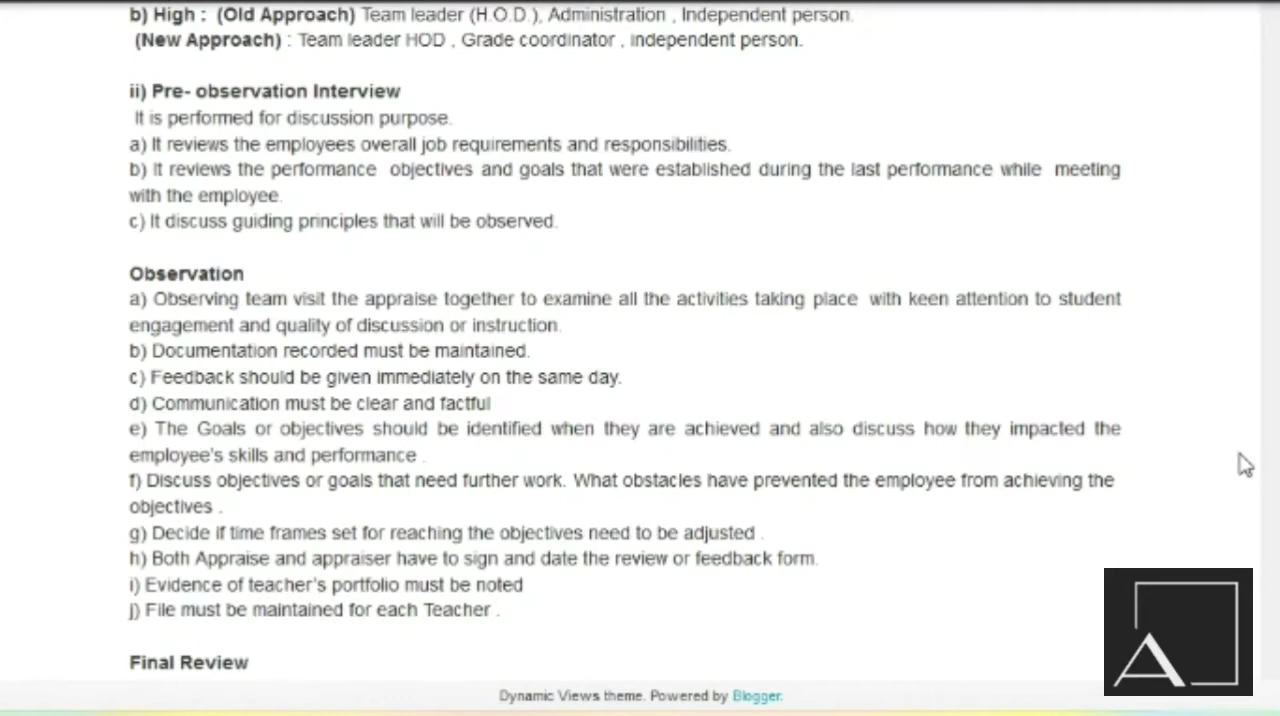 b) High : (Old Approach) Team leader (H.O.D.), Administration , Independent person.
(New Approach) : Team leader HOD , Grade coordinator , independent person.
ii) Pre- observation Interview
It is performed for discussion purpose.
a) It reviews the employees overall job requirements and responsibilities.
b) It reviews the performance objectives and goals that were established during the last performance while meeting
with the employee.
c) It discuss guiding principles that will be observed.
Observation
a) Observing team visit the appraise together to examine all the activities taking place with keen attention to student
engagement and quality of discussion or instruction.
b) Documentation recorded must be maintained.
c) Feedback should be given immediately on the same day.
d) Communication must be clear and factful
e) The Goals or objectives should be identified when they are achieved and also discuss how they impacted the
employee's skills and performance .
f) Discuss objectives or goals that need further work. What obstacles have prevented the employee from achieving the
objectives .
g) Decide if time frames set for reaching the objectives need to be adjusted .
h) Both Appraise and appraiser have to sign and date the review or feedback form.
i) Evidence of teacher's portfolio must be noted
j) File must be maintained for each Teacher .
Final Review
Dynamic Views theme. Powered by Blogger.
A